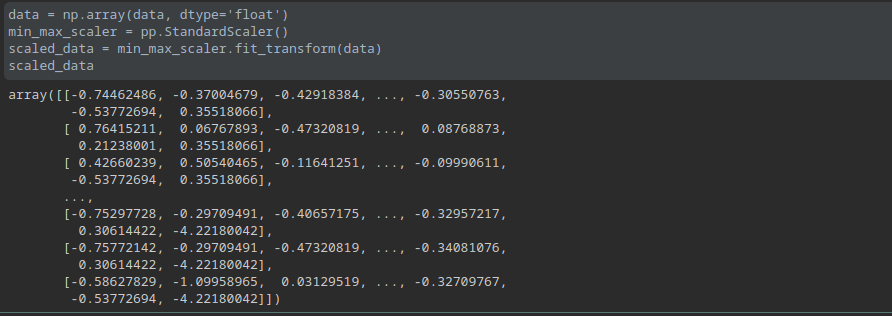 data = np.array(data, dtype='float')
min_max_scaler = pp.StandardScaler()
scaled_data = min_max_scaler.fit_transform(data)
scaled_data
array([[-0.74462486, -0.37004679, -0.42918384, ..., -0.30550763,
        -0.53772694,  0.35518066],
       [ 0.76415211,  0.06767893, -0.47320819, ...,  0.08768873,
         0.21238001,  0.35518066],
       [ 0.42660239,  0.50540465, -0.11641251, ..., -0.09990611,
        -0.53772694,  0.35518066],
       ...,
       [-0.75297728, -0.29709491, -0.40657175, ..., -0.32957217,
         0.30614422, -4.22180042],
       [-0.75772142, -0.29709491, -0.47320819, ..., -0.34081076,
         0.30614422, -4.22180042],
       [-0.58627829, -1.09958965,  0.03129519, ..., -0.32709767,
        -0.53772694, -4.22180042]])